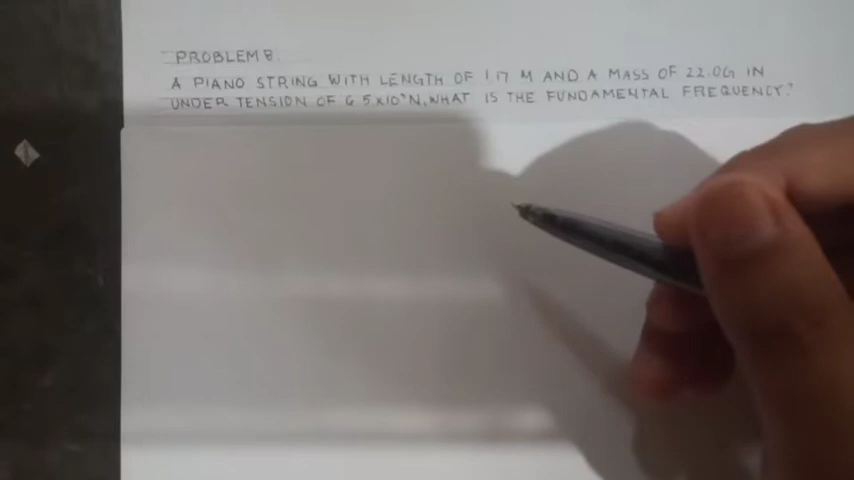 PROBLEM 8.
A PIANO STRING WITH LENGTH OF 1.17 M AND A MASS OF 22.0G IN
UNDER TENSION OF 6.5X10 N, WHAT IS THE FUNDAMENTAL FREQUENCY?